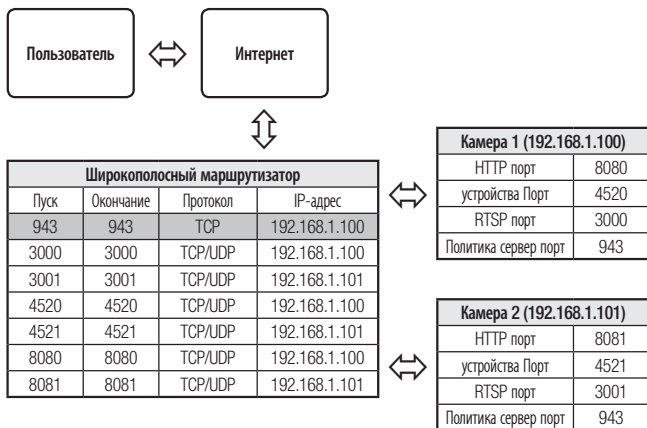 Пользователь
Интернет
Широкополосный маршрутизатор
Пуск Окончание Протокол IP-адрес
943 943 TCP 192.168.1.100
3000 3000 TCP/UDP 192.168.1.100
3001 3001 TCP/UDP 192.168.1.101
4520 4520 TCP/UDP 192.168.1.100
4521 4521 TCP/UDP 192.168.1.101
8080 8080 TCP/UDP 192.168.1.100
8081 8081 TCP/UDP 192.168.1.101
Камера 1 (192.168.1.100)
HTTP порт 8080
устройства Порт 4520
RTSP порт 3000
Политика сервер порт 943
Камера 2 (192.168.1.101)
HTTP порт 8081
устройства Порт 4521
RTSP порт 3001
Политика сервер порт 943